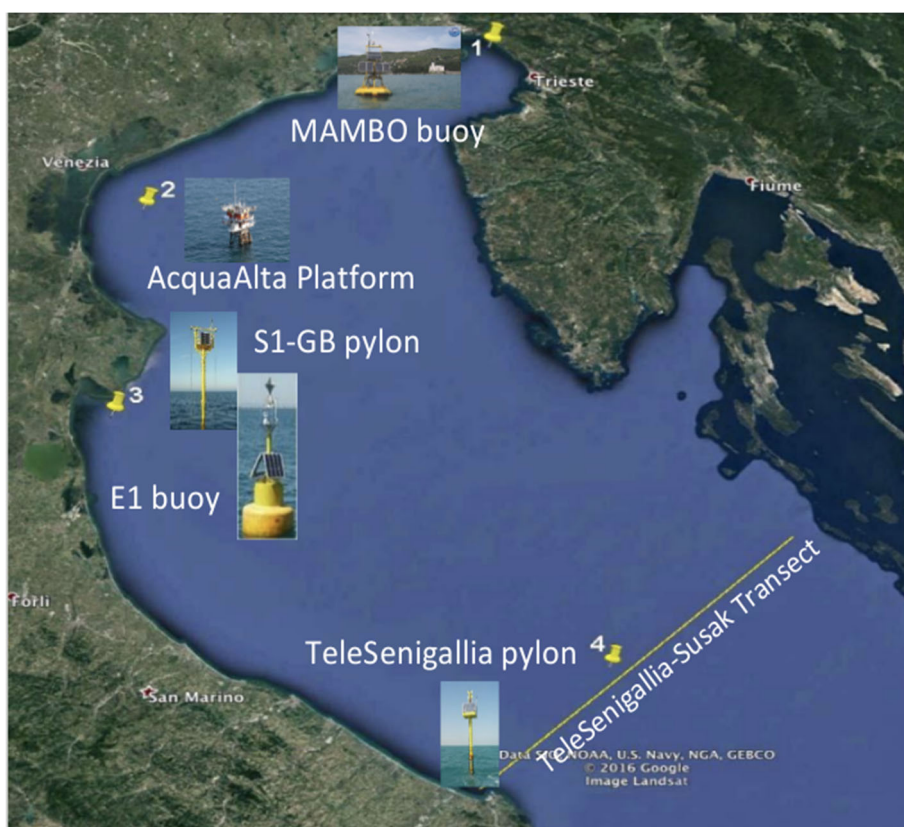 1
Trieste
MAMBO buoy
Venezia
2
Fiume
AcquaAlta Platform
S1-GB pylon
3
E1 buoy
Forli
TeleSenigallia pylon
4
TeleSenigallia-Susak Transect
San Marino
Data SIO, NOAA, U.S. Navy, NGA, GEBCO
© 2016 Google
Image Landsat